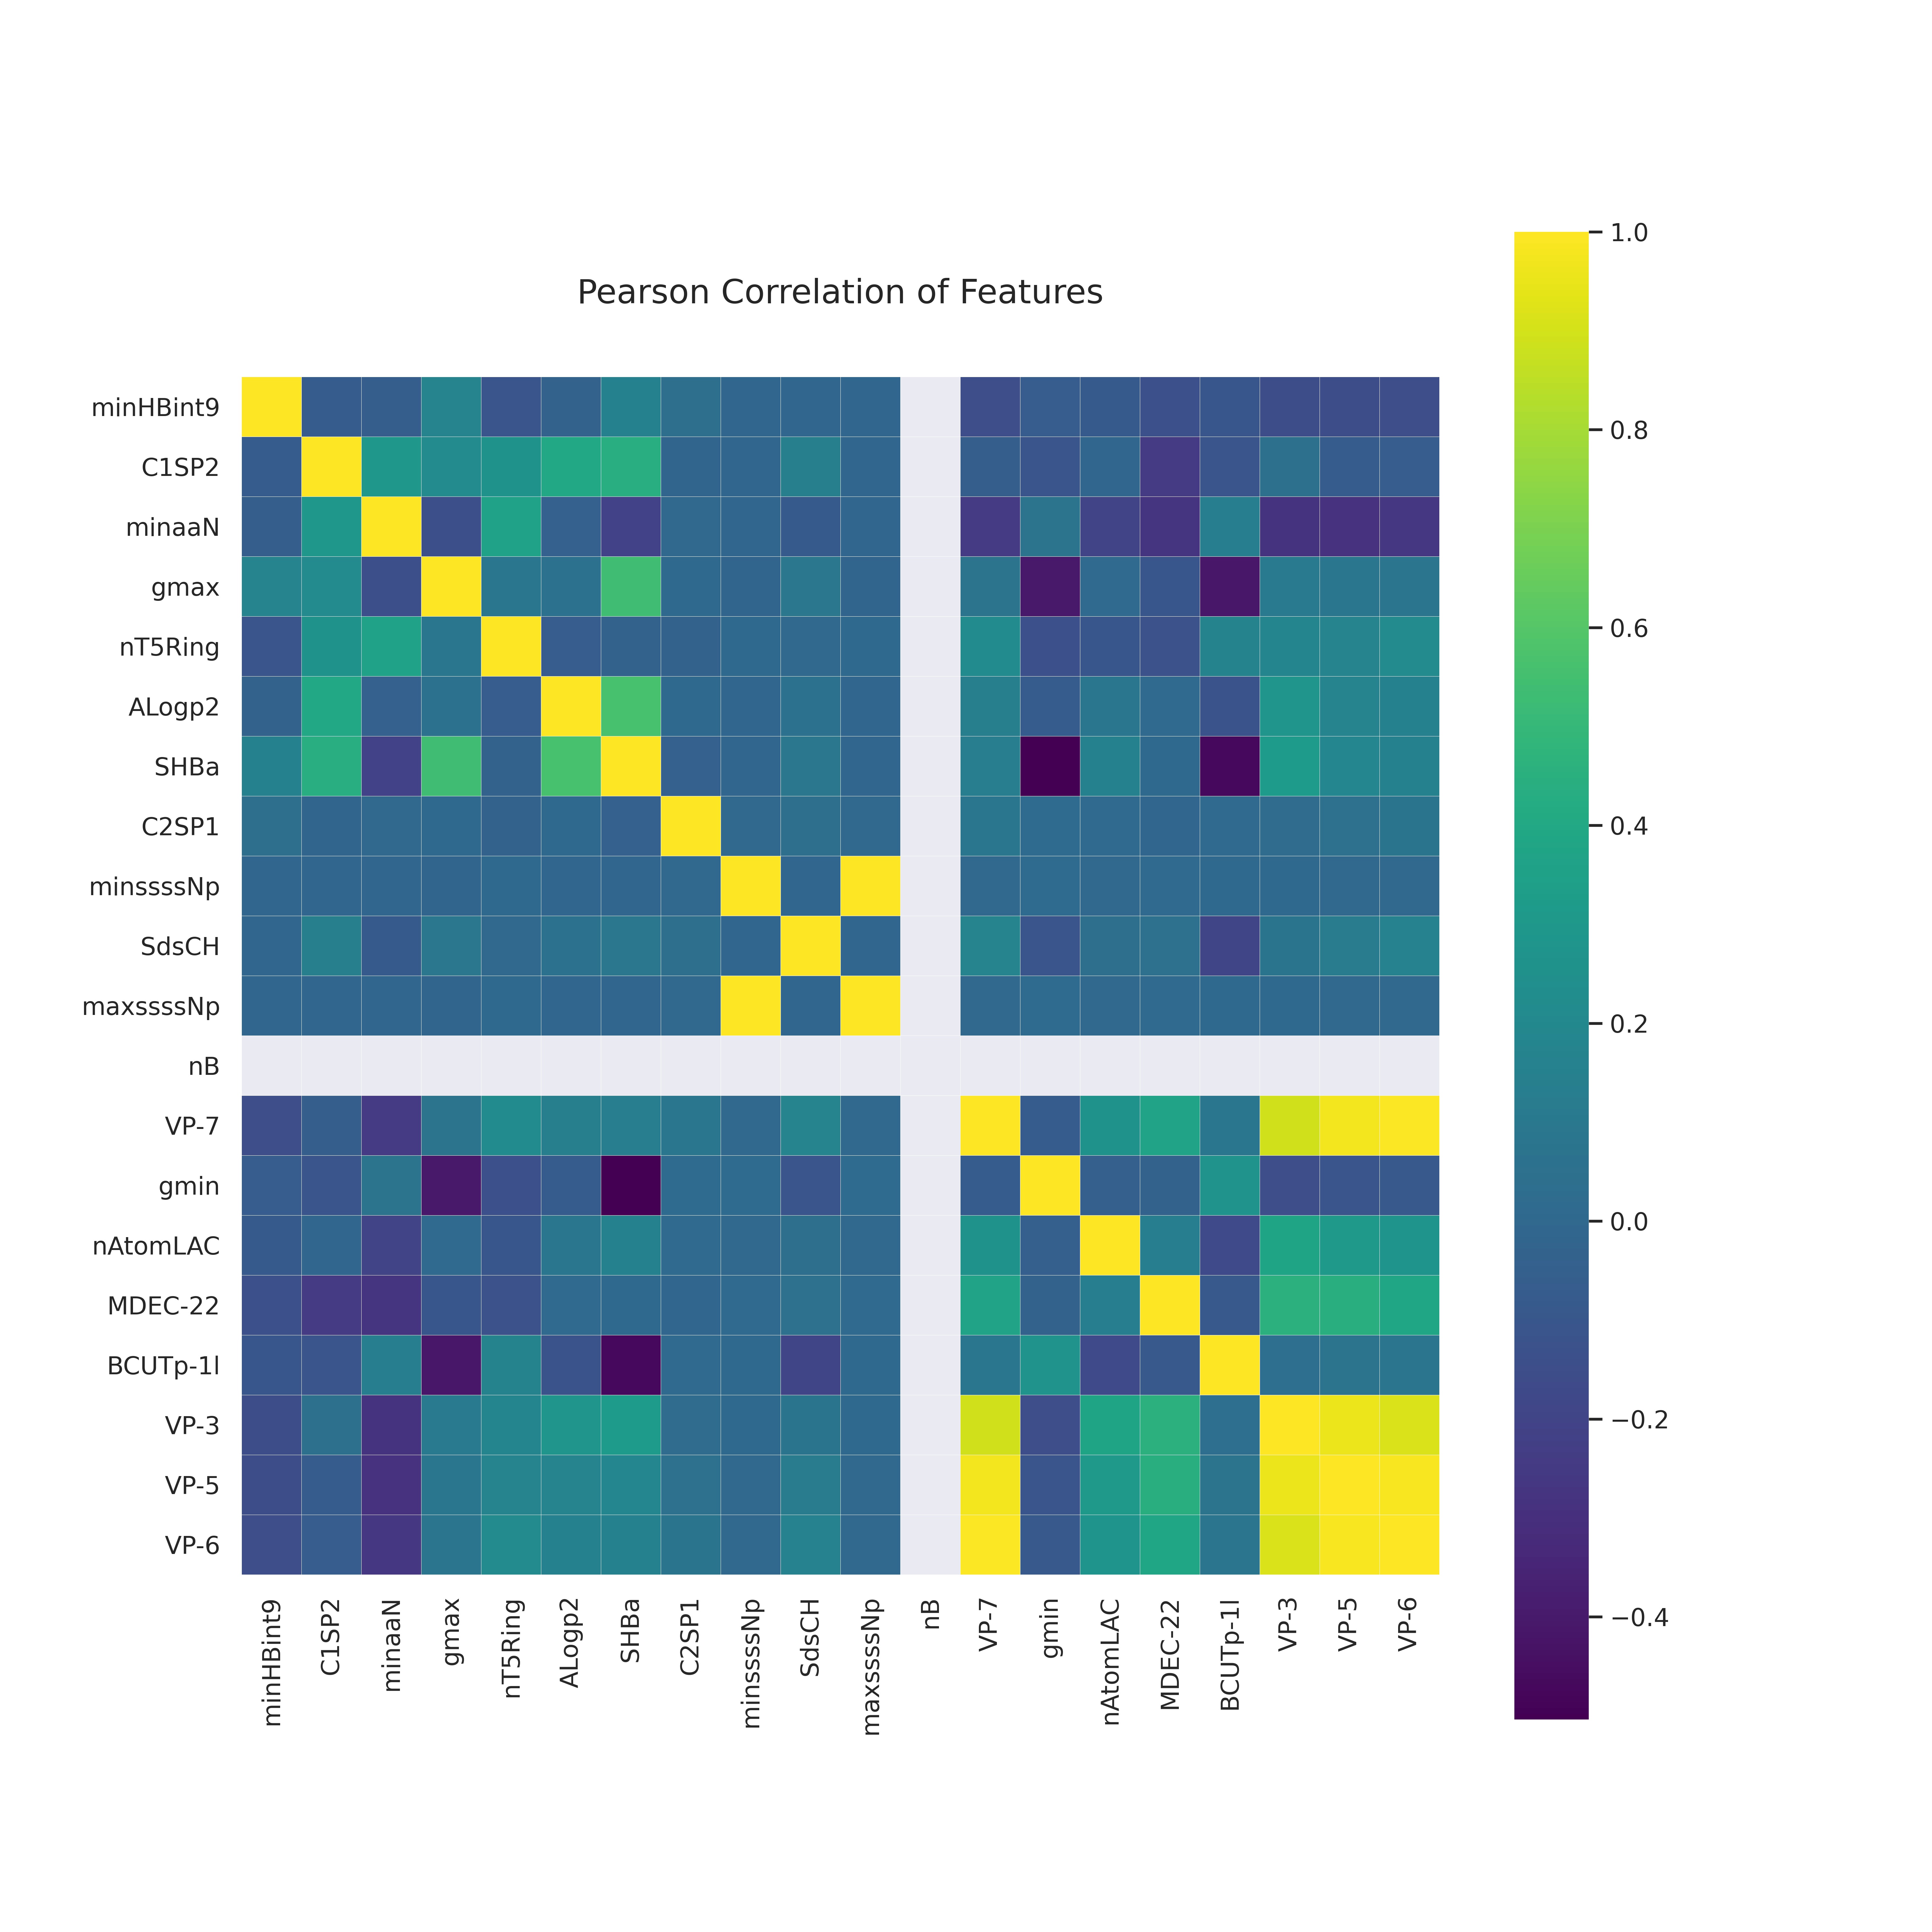 Pearson Correlation of Features
minHBint9
C1SP2
minaaN
gmax
nT5Ring
ALogp2
SHBa
C2SP1
minssssNp
SdsCH
maxssssNp
nB
VP-7
gmin
nAtomLAC
MDEC-22
BCUTp-1l
VP-3
VP-5
VP-6
minHBint9
C1SP2
minaaN
gmax
nT5Ring
ALogp2
SHBa
C2SP1
minssssNp
SdsCH
maxssssNp
nB
VP-7
gmin
nAtomLAC
MDEC-22
BCUTp-1l
VP-3
VP-5
VP-6
1.0
0.8
0.6
0.4
0.2
0.0
−0.2
−0.4